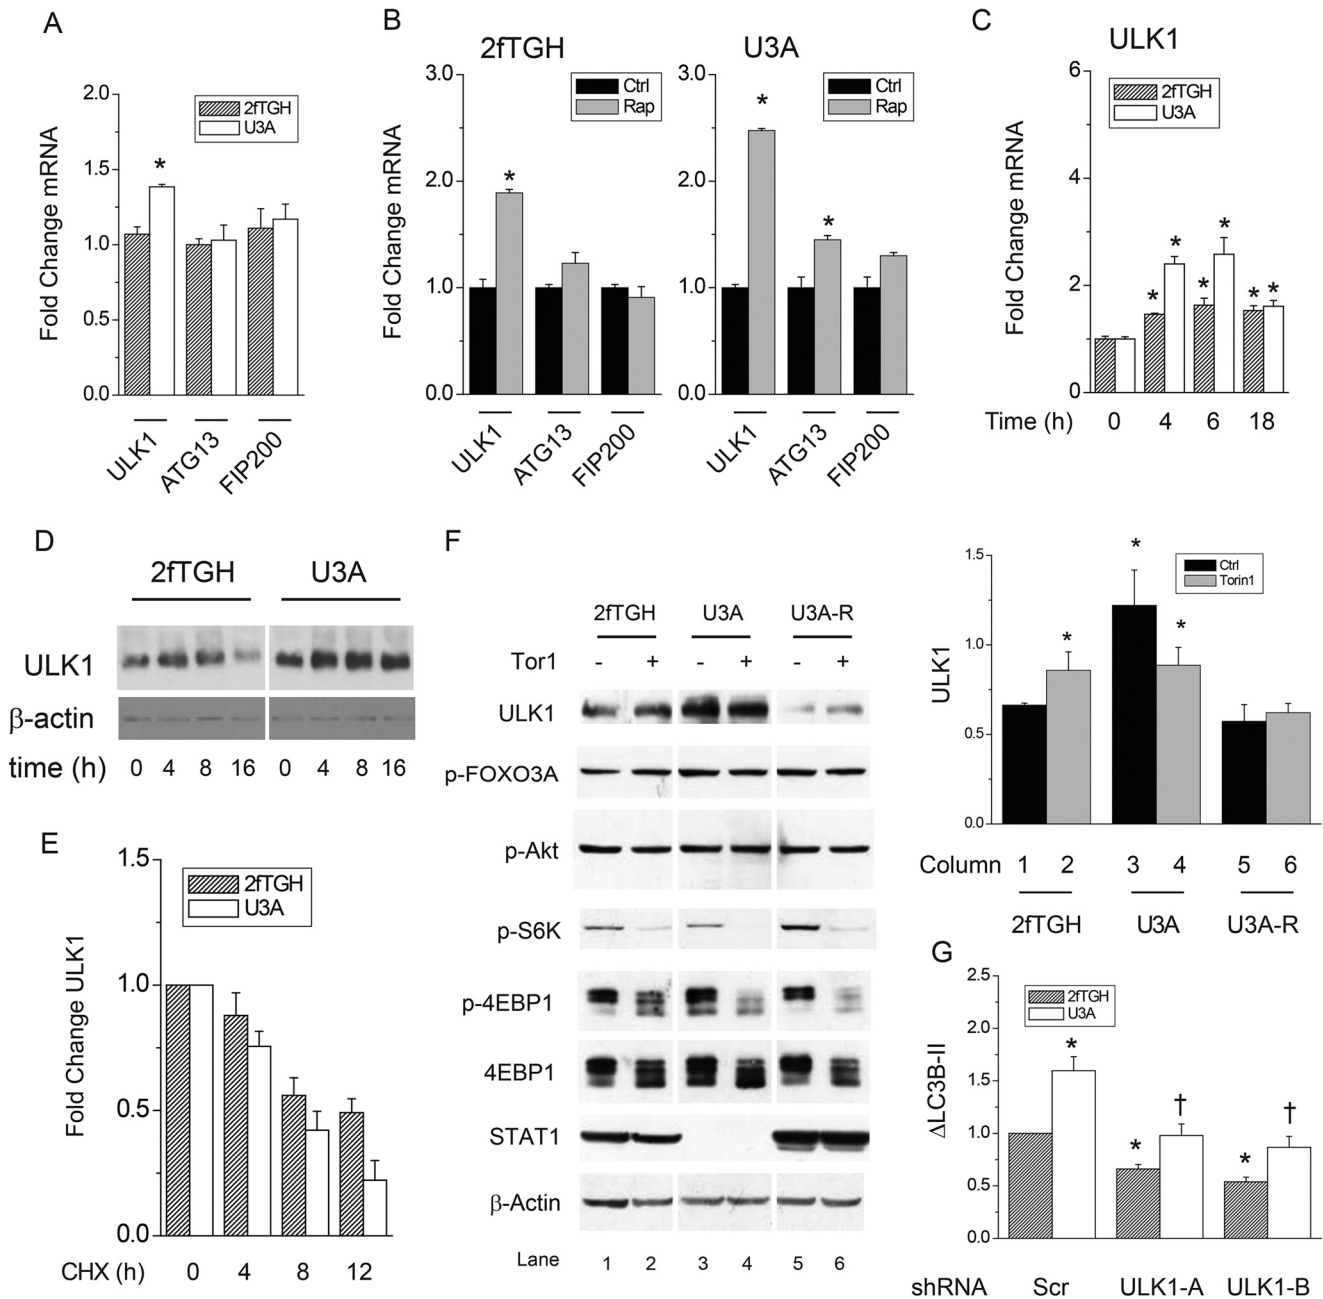 A
2fTGH
U3A
Fold Change mRNA
2.0
1.5
1.0
0.5
0.0
*
ULK1
ATG13
FIP200
B
2fTGH
U3A
Ctrl
Rap
Ctrl
Rap
Fold Change mRNA
3.0
2.0
1.0
0.0
*
ULK1
ATG13
FIP200
3.0
2.0
1.0
0.0
*
*
ULK1
ATG13
FIP200
C
ULK1
2fTGH
U3A
Fold Change mRNA
6
4
2
0
* * * * * *
Time (h) 0 4 6 18
D
2fTGH U3A
ULK1
β-actin
time (h) 0 4 8 16 0 4 8 16
E
2fTGH
U3A
Fold Change ULK1
1.5
1.0
0.5
0.0
CHX (h) 0 4 8 12
F
2fTGH U3A U3A-R
Tor1 - + - + - +
ULK1
p-FOXO3A
p-Akt
p-S6K
p-4EBP1
4EBP1
STAT1
β-Actin
Lane 1 2 3 4 5 6
Ctrl
Torin1
ULK1
1.5
1.0
0.5
0.0
* * *
Column 1 2 3 4 5 6
2fTGH U3A U3A-R
G
2fTGH
U3A
ΔLC3B-II
2.5
2.0
1.5
1.0
0.5
0.0
* * † * †
shRNA Scr ULK1-A ULK1-B